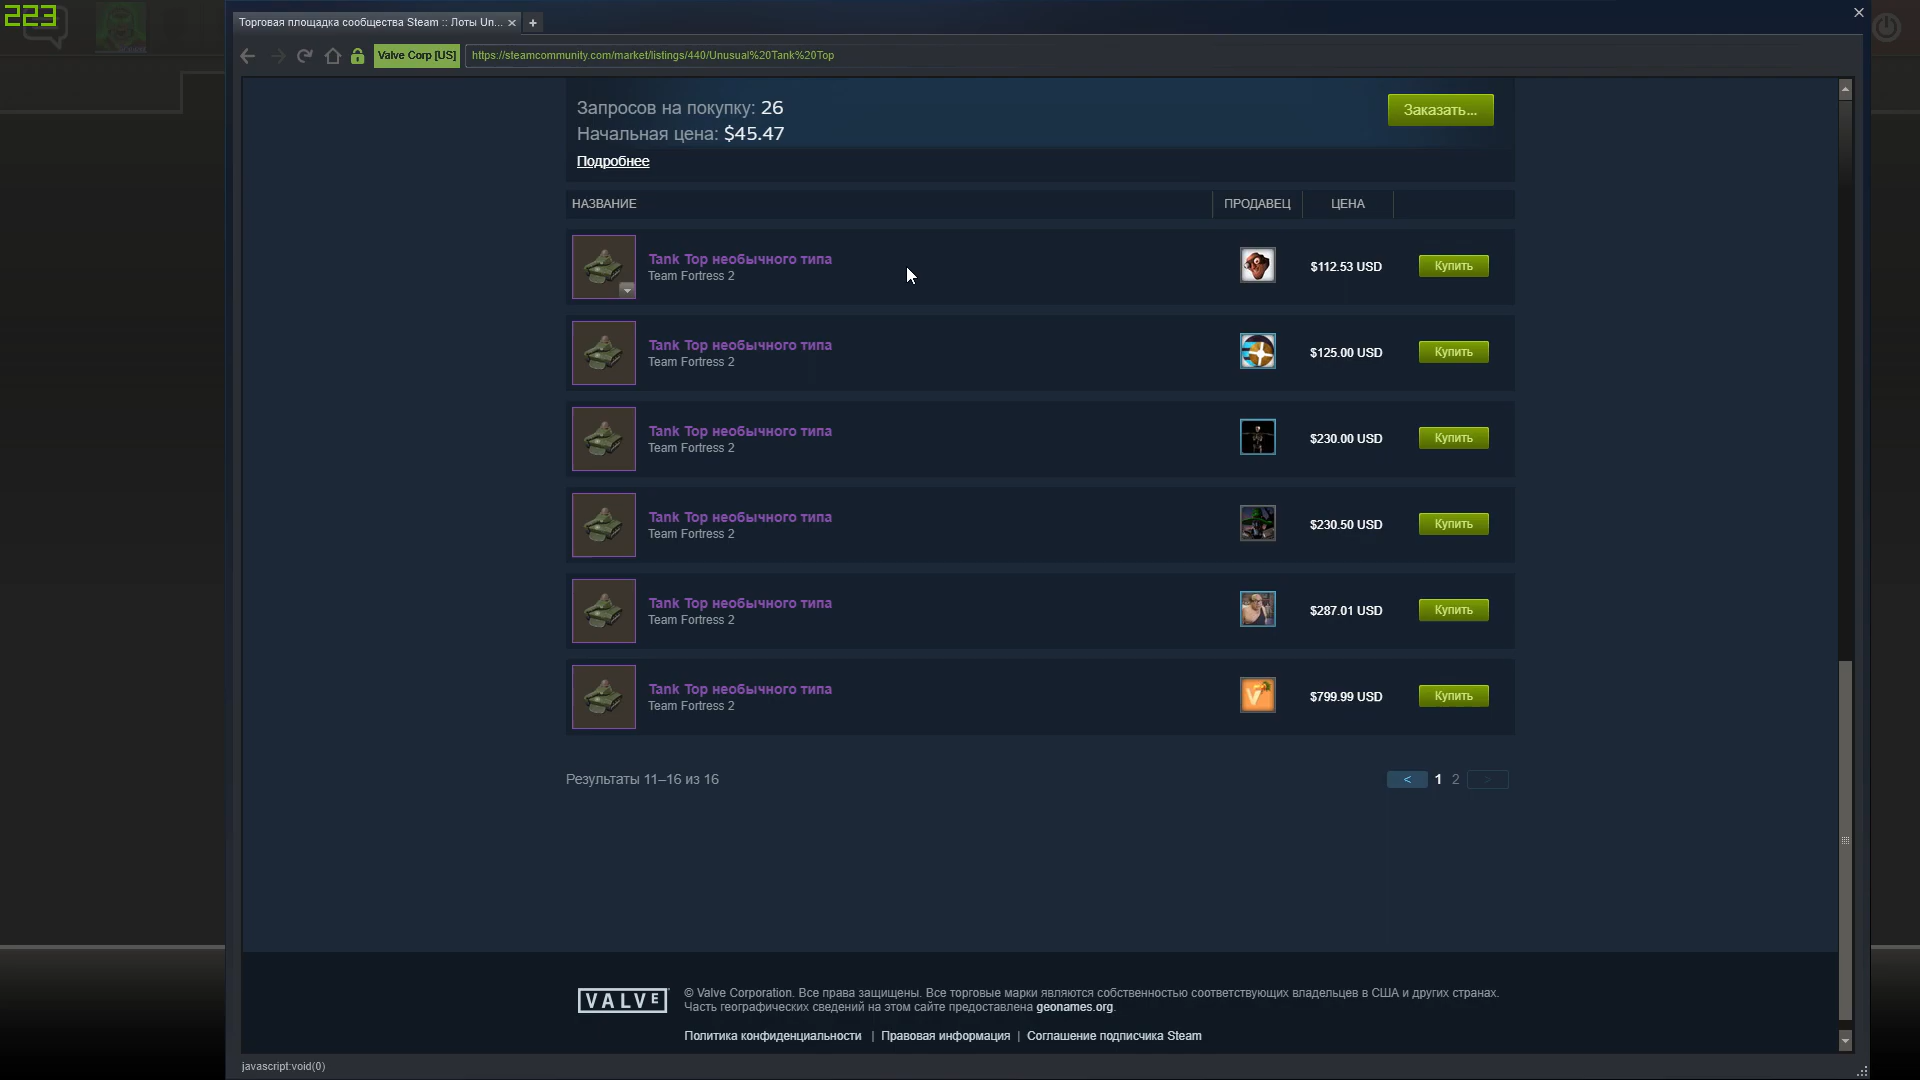 223
Торговая площадка сообщества Steam :: Лоты Un...
Valve Corp [US]
https://steamcommunity.com/market/listings/440/Unusual%20Tank%20Top
Запросов на покупку: 26
Заказать...
Начальная цена: $45.47
Подробнее
НАЗВАНИЕ ПРОДАВЕЦ ЦЕНА
Tank Top необычного типа
Team Fortress 2
$112.53 USD
Купить
Tank Top необычного типа
Team Fortress 2
$125.00 USD
Купить
Tank Top необычного типа
Team Fortress 2
$230.00 USD
Купить
Tank Top необычного типа
Team Fortress 2
$230.50 USD
Купить
Tank Top необычного типа
Team Fortress 2
$287.01 USD
Купить
Tank Top необычного типа
Team Fortress 2
$799.99 USD
Купить
Результаты 11–16 из 16
< 1 2 >
VALVE
© Valve Corporation. Все права защищены. Все торговые марки являются собственностью соответствующих владельцев в США и других странах.
Часть географических сведений на этом сайте предоставлена geonames.org.
Политика конфиденциальности | Правовая информация | Соглашение подписчика Steam
javascript:void(0)